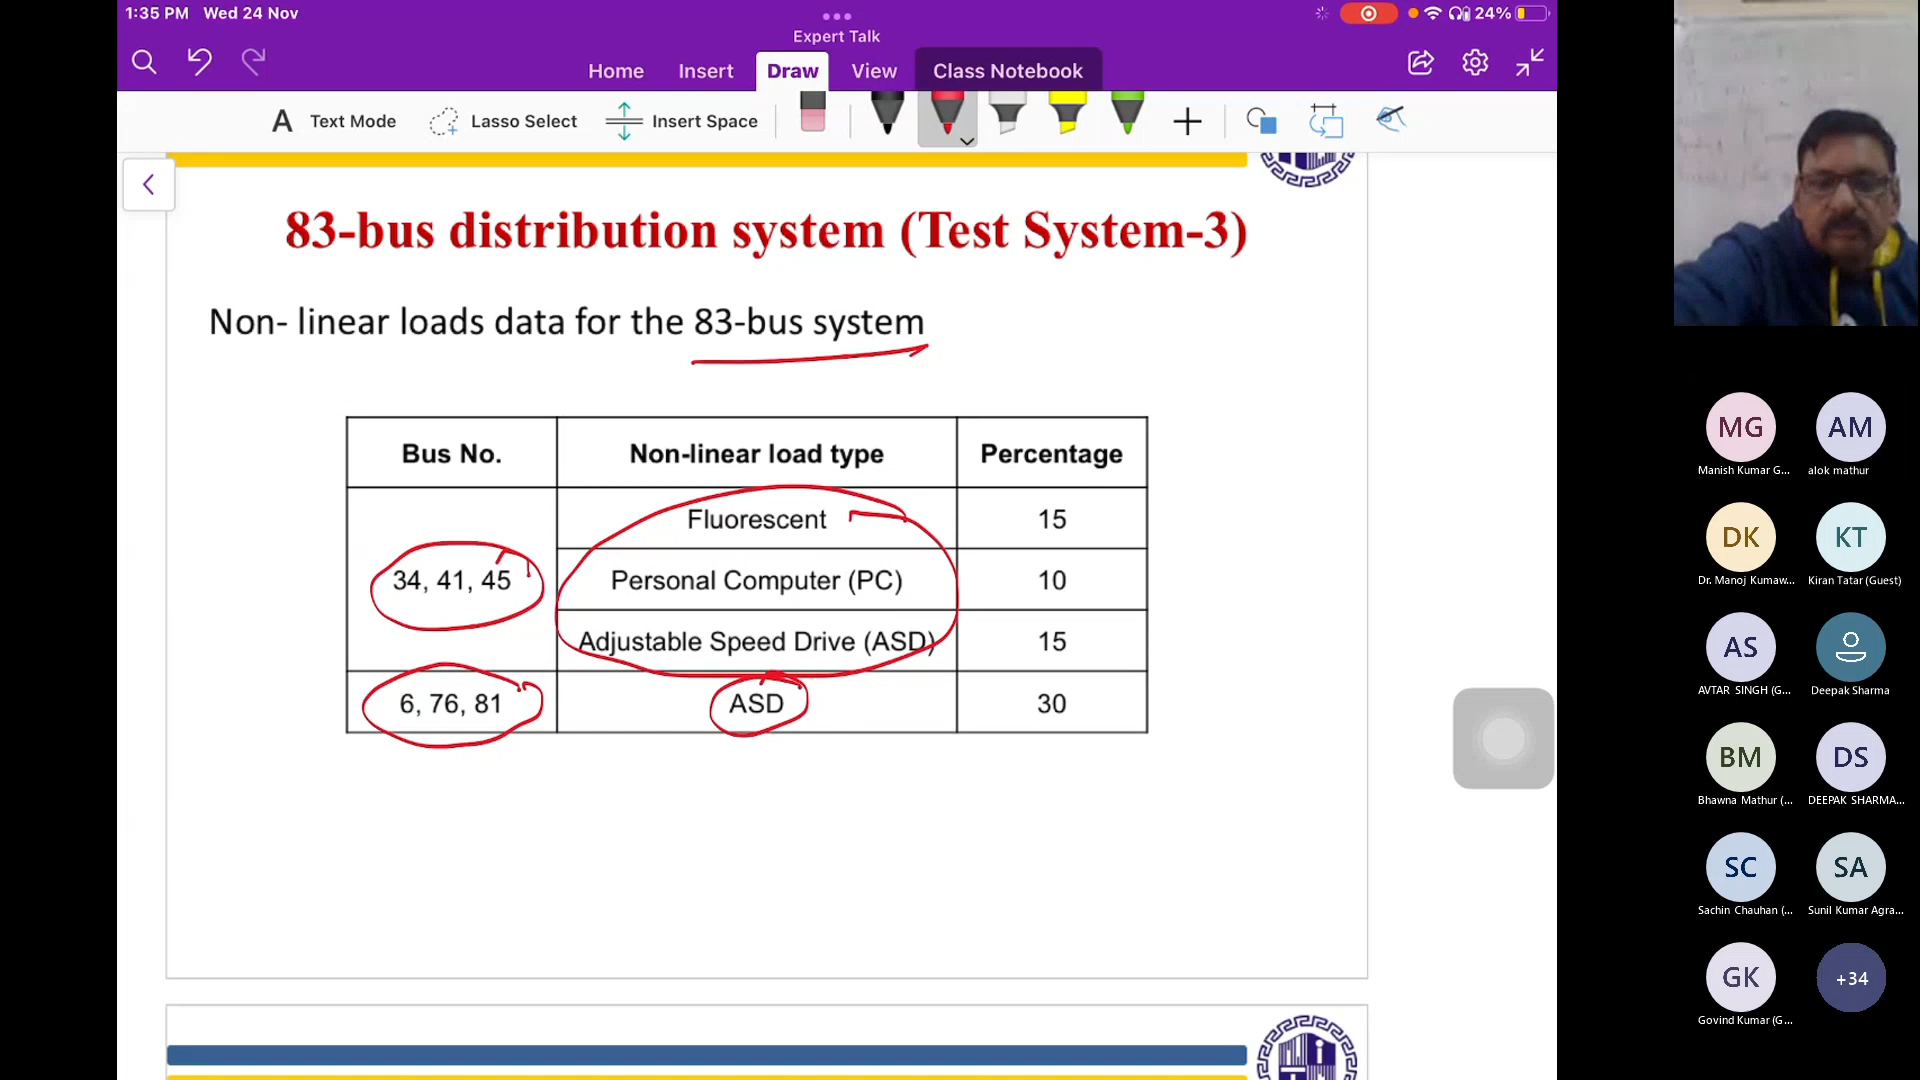 1:35 PM Wed 24 Nov
24%
Expert Talk
Home Insert Draw View Class Notebook
A Text Mode Lasso Select Insert Space
83-bus distribution system (Test System-3)
Non- linear loads data for the 83-bus system
Bus No. Non-linear load type Percentage
34, 41, 45
Fluorescent 15
Personal Computer (PC) 10
Adjustable Speed Drive (ASD) 15
6, 76, 81 ASD 30
MG AM
Manish Kumar G... alok mathur
DK KT
Dr. Manoj Kumaw... Kiran Tatar (Guest)
AS
AVTAR SINGH (G... Deepak Sharma
BM DS
Bhawna Mathur (... DEEPAK SHARMA...
SC SA
Sachin Chauhan (... Sunil Kumar Agra...
GK +34
Govind Kumar (G...